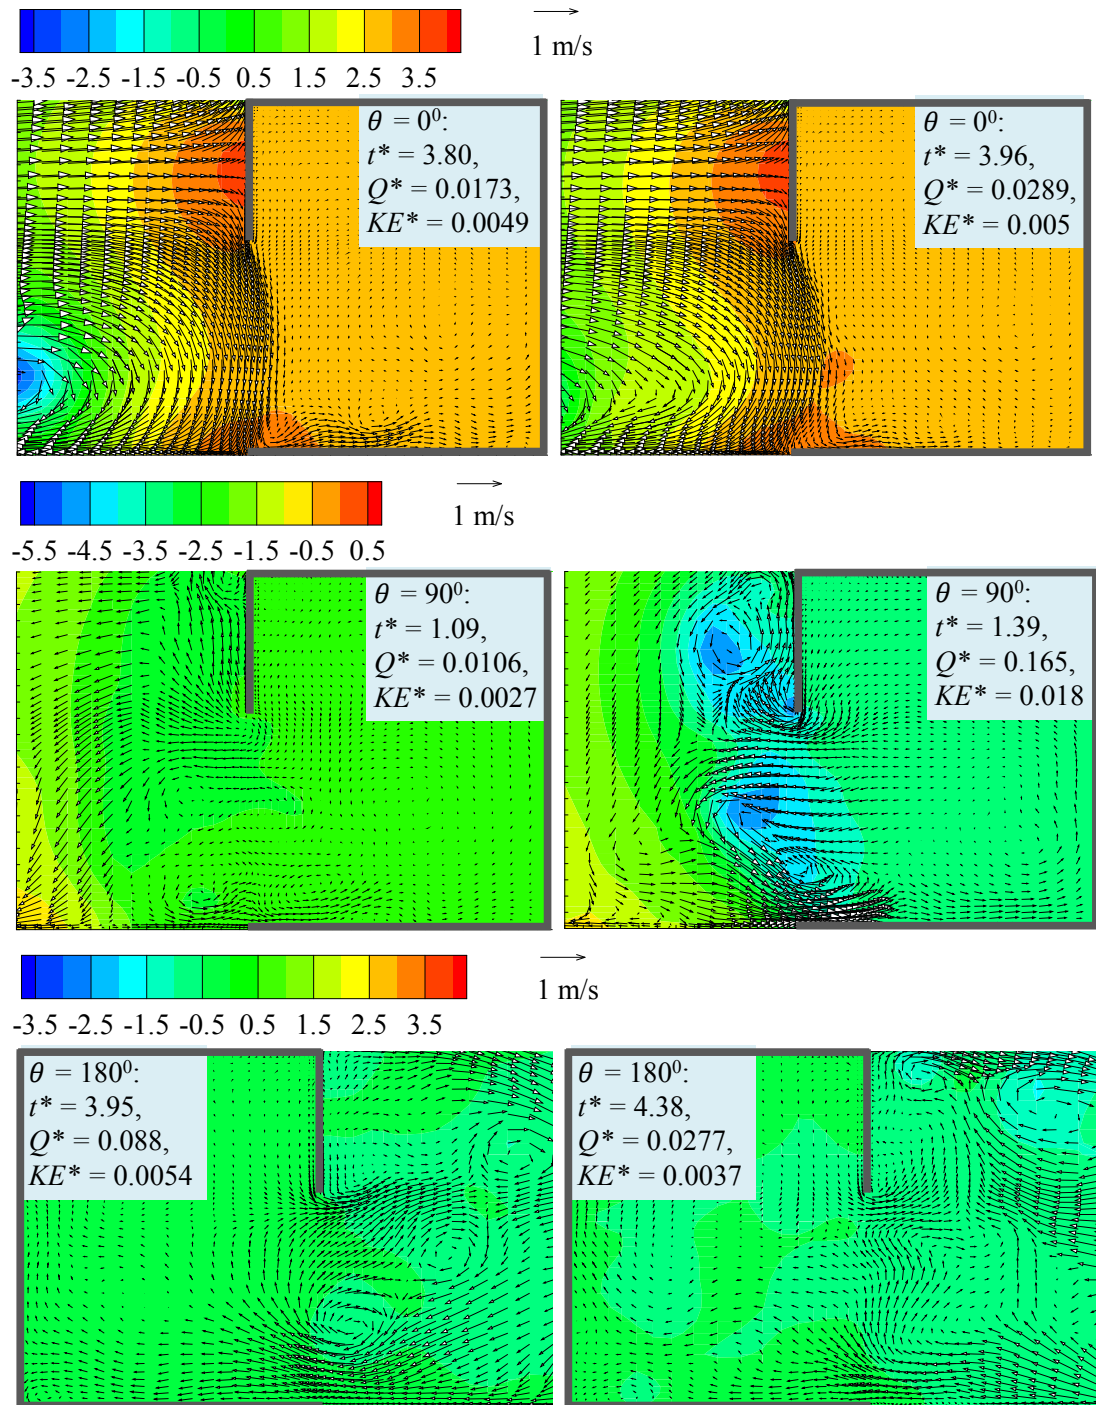 1 m/s
-3.5 -2.5 -1.5 -0.5 0.5 1.5 2.5 3.5
θ = 0⁰:
t* = 3.80,
Q* = 0.0173,
KE* = 0.0049
θ = 0⁰:
t* = 3.96,
Q* = 0.0289,
KE* = 0.005
1 m/s
-5.5 -4.5 -3.5 -2.5 -1.5 -0.5 0.5
θ = 90⁰:
t* = 1.09,
Q* = 0.0106,
KE* = 0.0027
θ = 90⁰:
t* = 1.39,
Q* = 0.165,
KE* = 0.018
1 m/s
-3.5 -2.5 -1.5 -0.5 0.5 1.5 2.5 3.5
θ = 180⁰:
t* = 3.95,
Q* = 0.088,
KE* = 0.0054
θ = 180⁰:
t* = 4.38,
Q* = 0.0277,
KE* = 0.0037